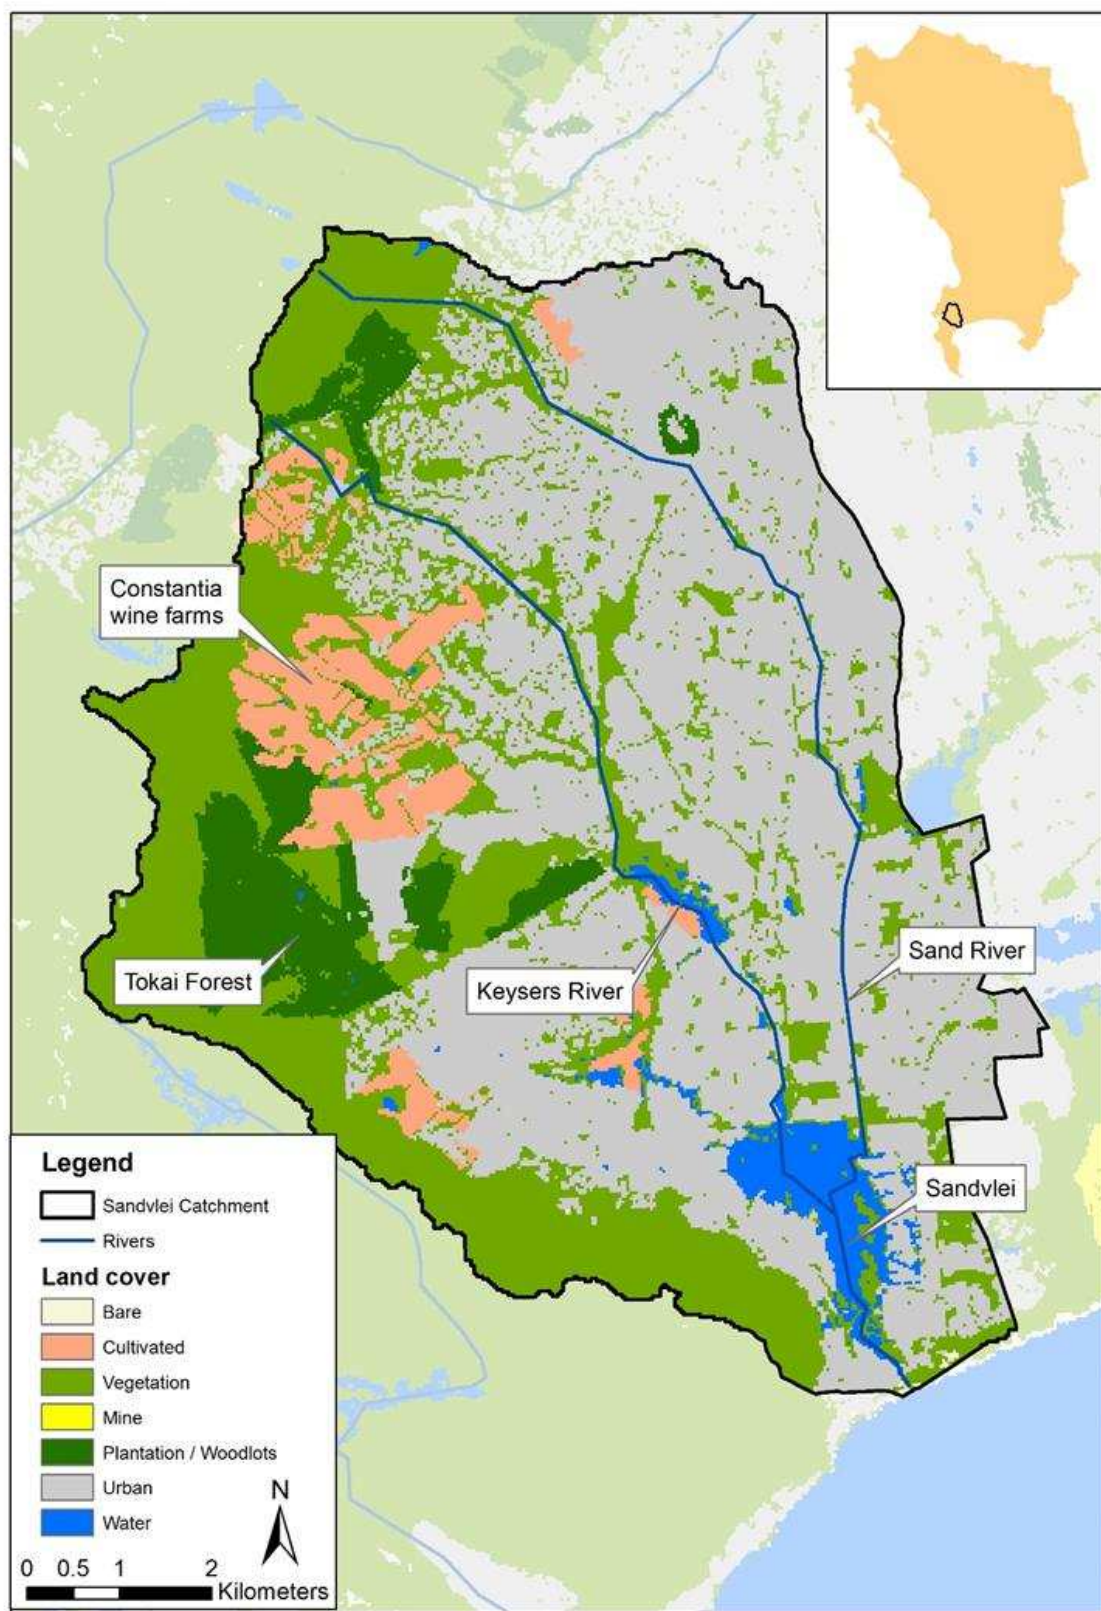 Constantia
wine farms
Tokai Forest
Keysers River
Sand River
Sandvlei
Legend
Sandvlei Catchment
Rivers
Land cover
Bare
Cultivated
Vegetation
Mine
Plantation / Woodlots
Urban
Water
N
0 0.5 1 2
Kilometers